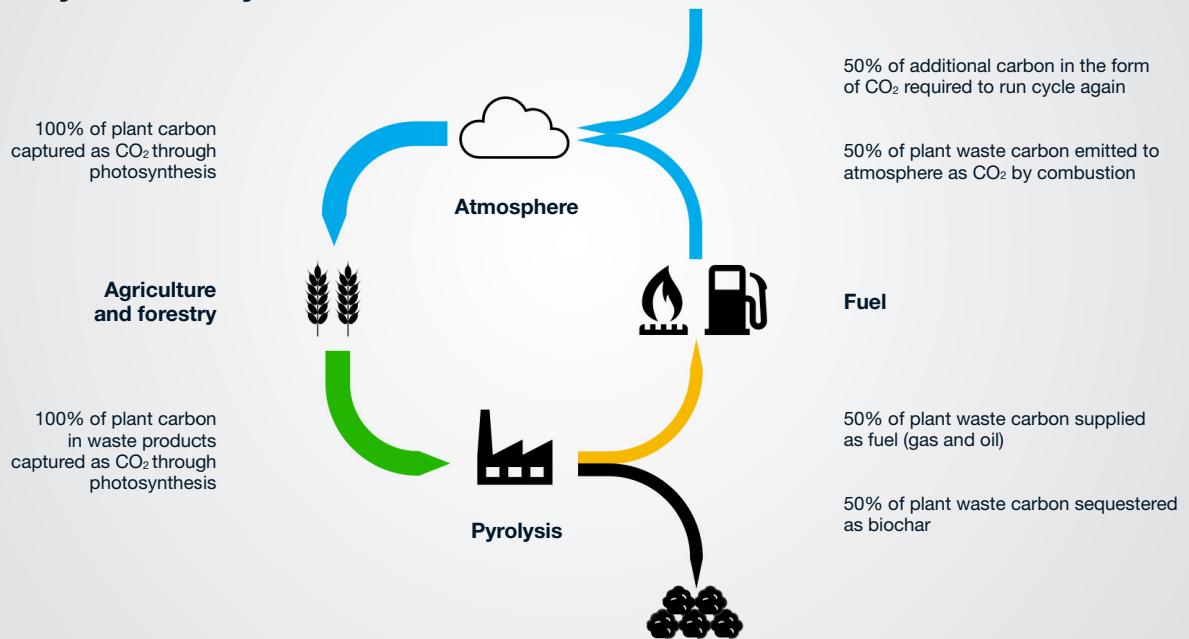 100% of plant carbon
captured as CO₂ through
photosynthesis
50% of additional carbon in the form
of CO₂ required to run cycle again
50% of plant waste carbon emitted to
atmosphere as CO₂ by combustion
Atmosphere
Agriculture
and forestry
Fuel
100% of plant carbon
in waste products
captured as CO₂ through
photosynthesis
50% of plant waste carbon supplied
as fuel (gas and oil)
50% of plant waste carbon sequestered
as biochar
Pyrolysis